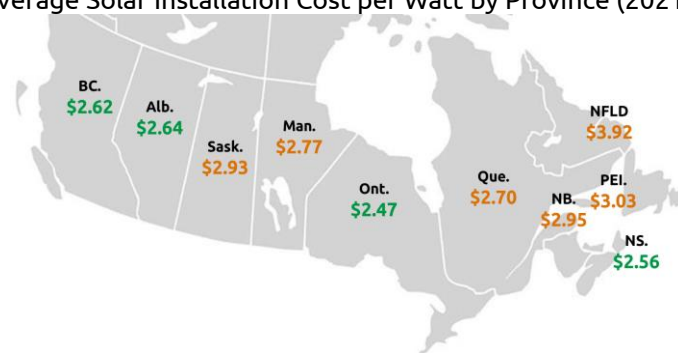 verage Solar Installation Cost per Watt by Province (2021
BC.
$2.62
Alb.
$2.64
Sask.
$2.93
Man.
$2.77
Ont.
$2.47
Que.
$2.70
NFLD
$3.92
PEI.
$3.03
NB.
$2.95
NS.
$2.56